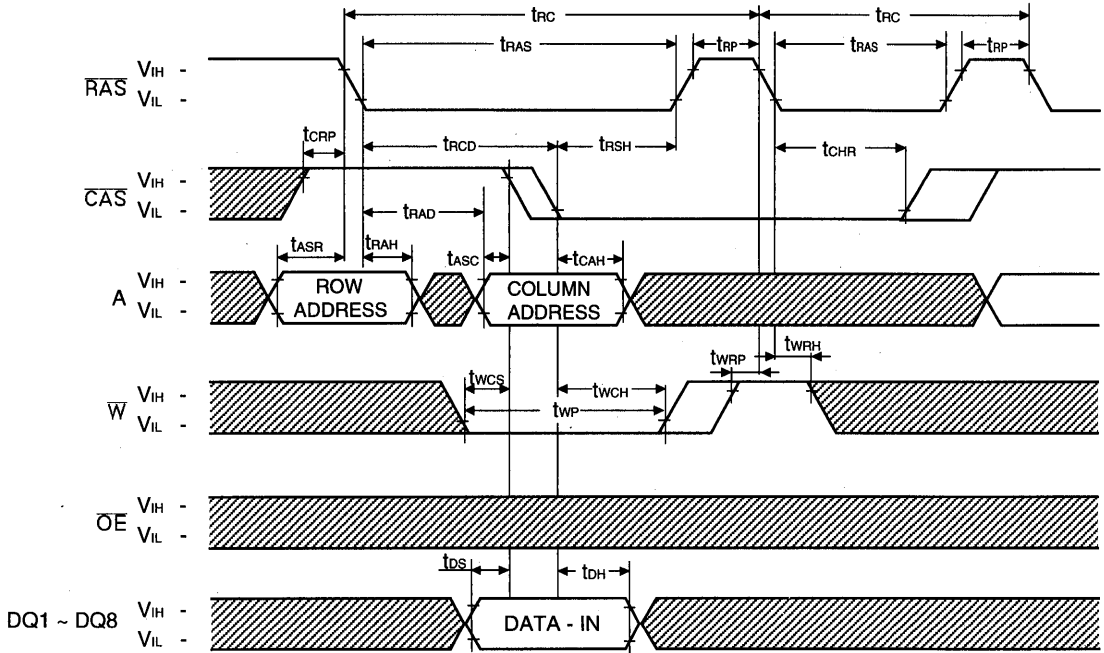 tRC tRC
tRAS tRP tRAS tRP
RAS VIH -
VIL -
tCRP tRCD tRSH tCHR
CAS VIH -
VIL -
tRAD
tASR tRAH tASC tCAH
A VIH -
VIL -
ROW
ADDRESS
COLUMN
ADDRESS
tWRP tWRH
tWCS tWCH
W VIH -
VIL -
tWP
OE VIH -
VIL -
tDS tDH
DQ1 ~ DQ8 VIH -
VIL -
DATA - IN